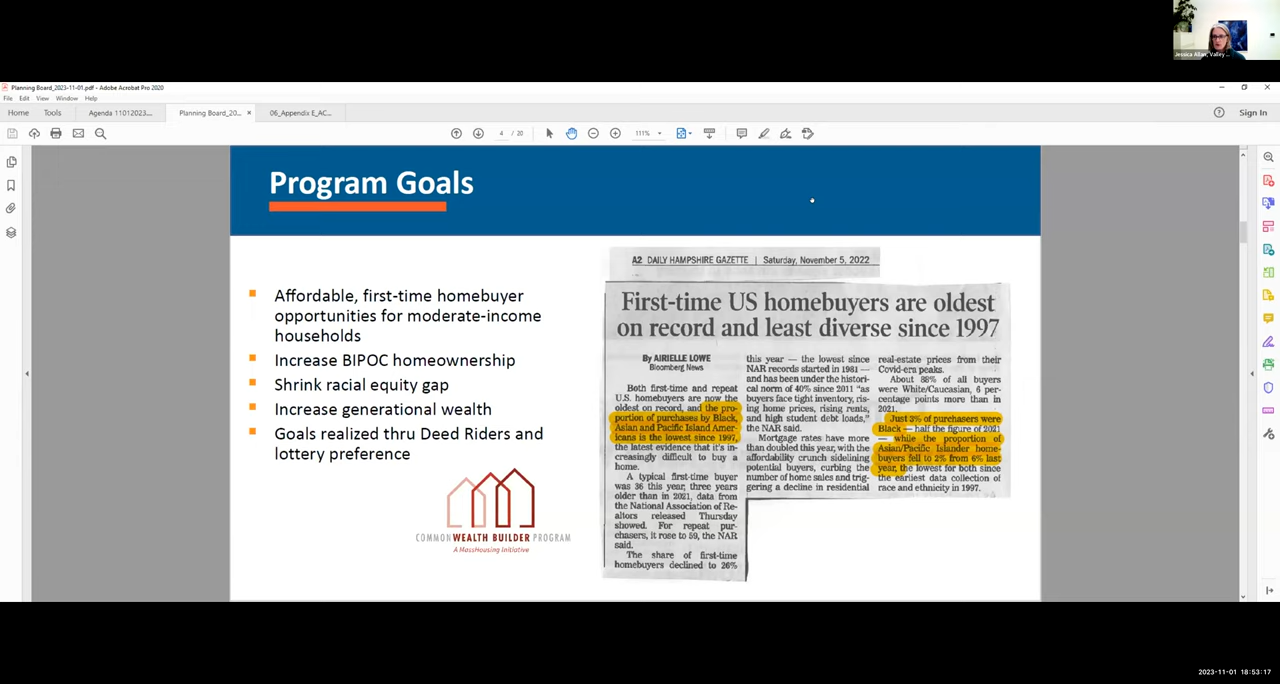 Jessica Allan, Valley ...
Planning Board_2023-11-01.pdf - Adobe Acrobat Pro 2020
File Edit View Window Help
Home Tools Agenda 11012023.... Planning Board_20... × 06_Appendix E_AC... Sign In
4 / 20 111%
Program Goals
Affordable, first-time homebuyer
opportunities for moderate-income
households
Increase BIPOC homeownership
Shrink racial equity gap
Increase generational wealth
Goals realized thru Deed Riders and
lottery preference
COMMONWEALTH BUILDER PROGRAM
A MassHousing Initiative
A2 DAILY HAMPSHIRE GAZETTE | Saturday, November 5, 2022
First-time US homebuyers are oldest
on record and least diverse since 1997
By AIRIELLE LOWE
Bloomberg News
Both first-time and repeat
U.S. homebuyers are now the
oldest on record, and the pro-
portion of purchases by Black,
Asian and Pacific Island Amer-
icans is the lowest since 1997,
the latest evidence that it's in-
creasingly difficult to buy a
home.
A typical first-time buyer
was 36 this year, three years
older than in 2021, data from
the National Association of Re-
altors released Thursday
showed. For repeat pur-
chasers, it rose to 59, the NAR
said.
The share of first-time
homebuyers declined to 26%
this year — the lowest since
NAR records started in 1981 —
and has been under the histori-
cal norm of 40% since 2011 "as
buyers face tight inventory, ris-
ing home prices, rising rents,
and high student debt loads,"
the NAR said.
Mortgage rates have more
than doubled this year, with the
affordability crunch sidelining
potential buyers, curbing the
number of home sales and trig-
gering a decline in residential
real-estate prices from their
Covid-era peaks.
About 88% of all buyers
were White/Caucasian, 6 per-
centage points more than in
2021.
Just 3% of purchasers were
Black — half the figure of 2021
— while the proportion of
Asian/Pacific Islander home-
buyers fell to 2% from 6% last
year, the lowest for both since
the earliest data collection of
race and ethnicity in 1997.
2023-11-01 18:53:17